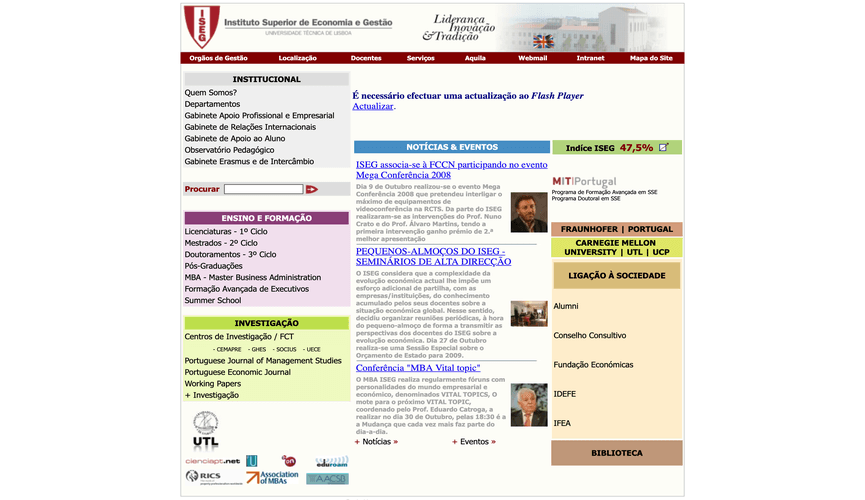 ISEG
Instituto Superior de Economia e Gestão
UNIVERSIDADE TÉCNICA DE LISBOA
Liderança
Inovação
& Tradição
Orgãos de Gestão Localização Docentes Serviços Aquila Webmail Intranet Mapa do Site
INSTITUCIONAL
Quem Somos?
Departamentos
Gabinete Apoio Profissional e Empresarial
Gabinete de Relações Internacionais
Gabinete de Apoio ao Aluno
Observatório Pedagógico
Gabinete Erasmus e de Intercâmbio
Procurar
ENSINO E FORMAÇÃO
Licenciaturas - 1º Ciclo
Mestrados - 2º Ciclo
Doutoramentos - 3º Ciclo
Pós-Graduações
MBA - Master Business Administration
Formação Avançada de Executivos
Summer School
INVESTIGAÇÃO
Centros de Investigação / FCT
- CEMAPRE - GHES - SOCIUS - UECE
Portuguese Journal of Management Studies
Portuguese Economic Journal
Working Papers
+ Investigação
UTL
cienciapt.net
eduroam
RICS
Association
of MBAs
AACSB
É necessário efectuar uma actualização ao Flash Player
Actualizar.
NOTÍCIAS & EVENTOS
ISEG associa-se à FCCN participando no evento
Mega Conferência 2008
Dia 9 de Outubro realizou-se o evento Mega
Conferência 2008 que pretendeu interligar o
máximo de equipamentos de
videoconferência na RCTS. Da parte do ISEG
realizaram-se as intervenções do Prof. Nuno
Crato e do Prof. Álvaro Martins, tendo a
primeira intervenção ganho prémio de 2.ª
melhor apresentação
PEQUENOS-ALMOÇOS DO ISEG -
SEMINÁRIOS DE ALTA DIRECÇÃO
O ISEG considera que a complexidade da
evolução económica actual lhe impõe um
esforço adicional de partilha, com as
empresas/instituições, do conhecimento
acumulado pelos seus docentes sobre a
situação económica global. Nesse sentido,
decidiu organizar reuniões periódicas, à hora
do pequeno-almoço de forma a transmitir as
perspectivas dos docentes do ISEG sobre a
evolução económica. Dia 27 de Outubro
realiza-se uma Sessão Especial sobre o
Orçamento de Estado para 2009.
Conferência "MBA Vital topic"
O MBA ISEG realiza regularmente fóruns com
personalidades do mundo empresarial e
económico, denominados VITAL TOPICS, O
mote para o próximo VITAL TOPIC,
coordenado pelo Prof. Eduardo Catroga, a
realizar no dia 30 de Outubro, pelas 18:30 é a
a Mudança que cada vez mais faz parte do
dia-a-dia.
+ Notícias » + Eventos »
Indíce ISEG 47,5%
MITPortugal
Programa de Formação Avançada em SSE
Programa Doutoral em SSE
FRAUNHOFER | PORTUGAL
CARNEGIE MELLON
UNIVERSITY | UTL | UCP
LIGAÇÃO À SOCIEDADE
Alumni
Conselho Consultivo
Fundação Económicas
IDEFE
IFEA
BIBLIOTECA